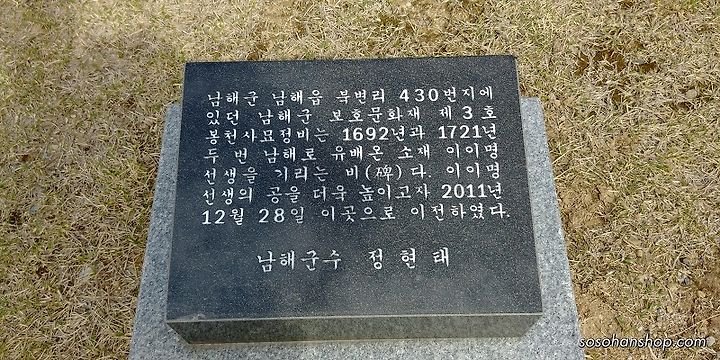 남해군 남해읍 북변리 430번지에
있던 남해군 보호문화재 제 3 호
봉천사묘정비는 1692년과 1721년
두 번 남해로 유배온 소재 이이명
선생을 기리는 비(碑)다. 이이명
선생의 공을 더욱 높이고자 2011년
12월 28일 이곳으로 이전하였다.
남해군수 정현태
sosohanshop.com